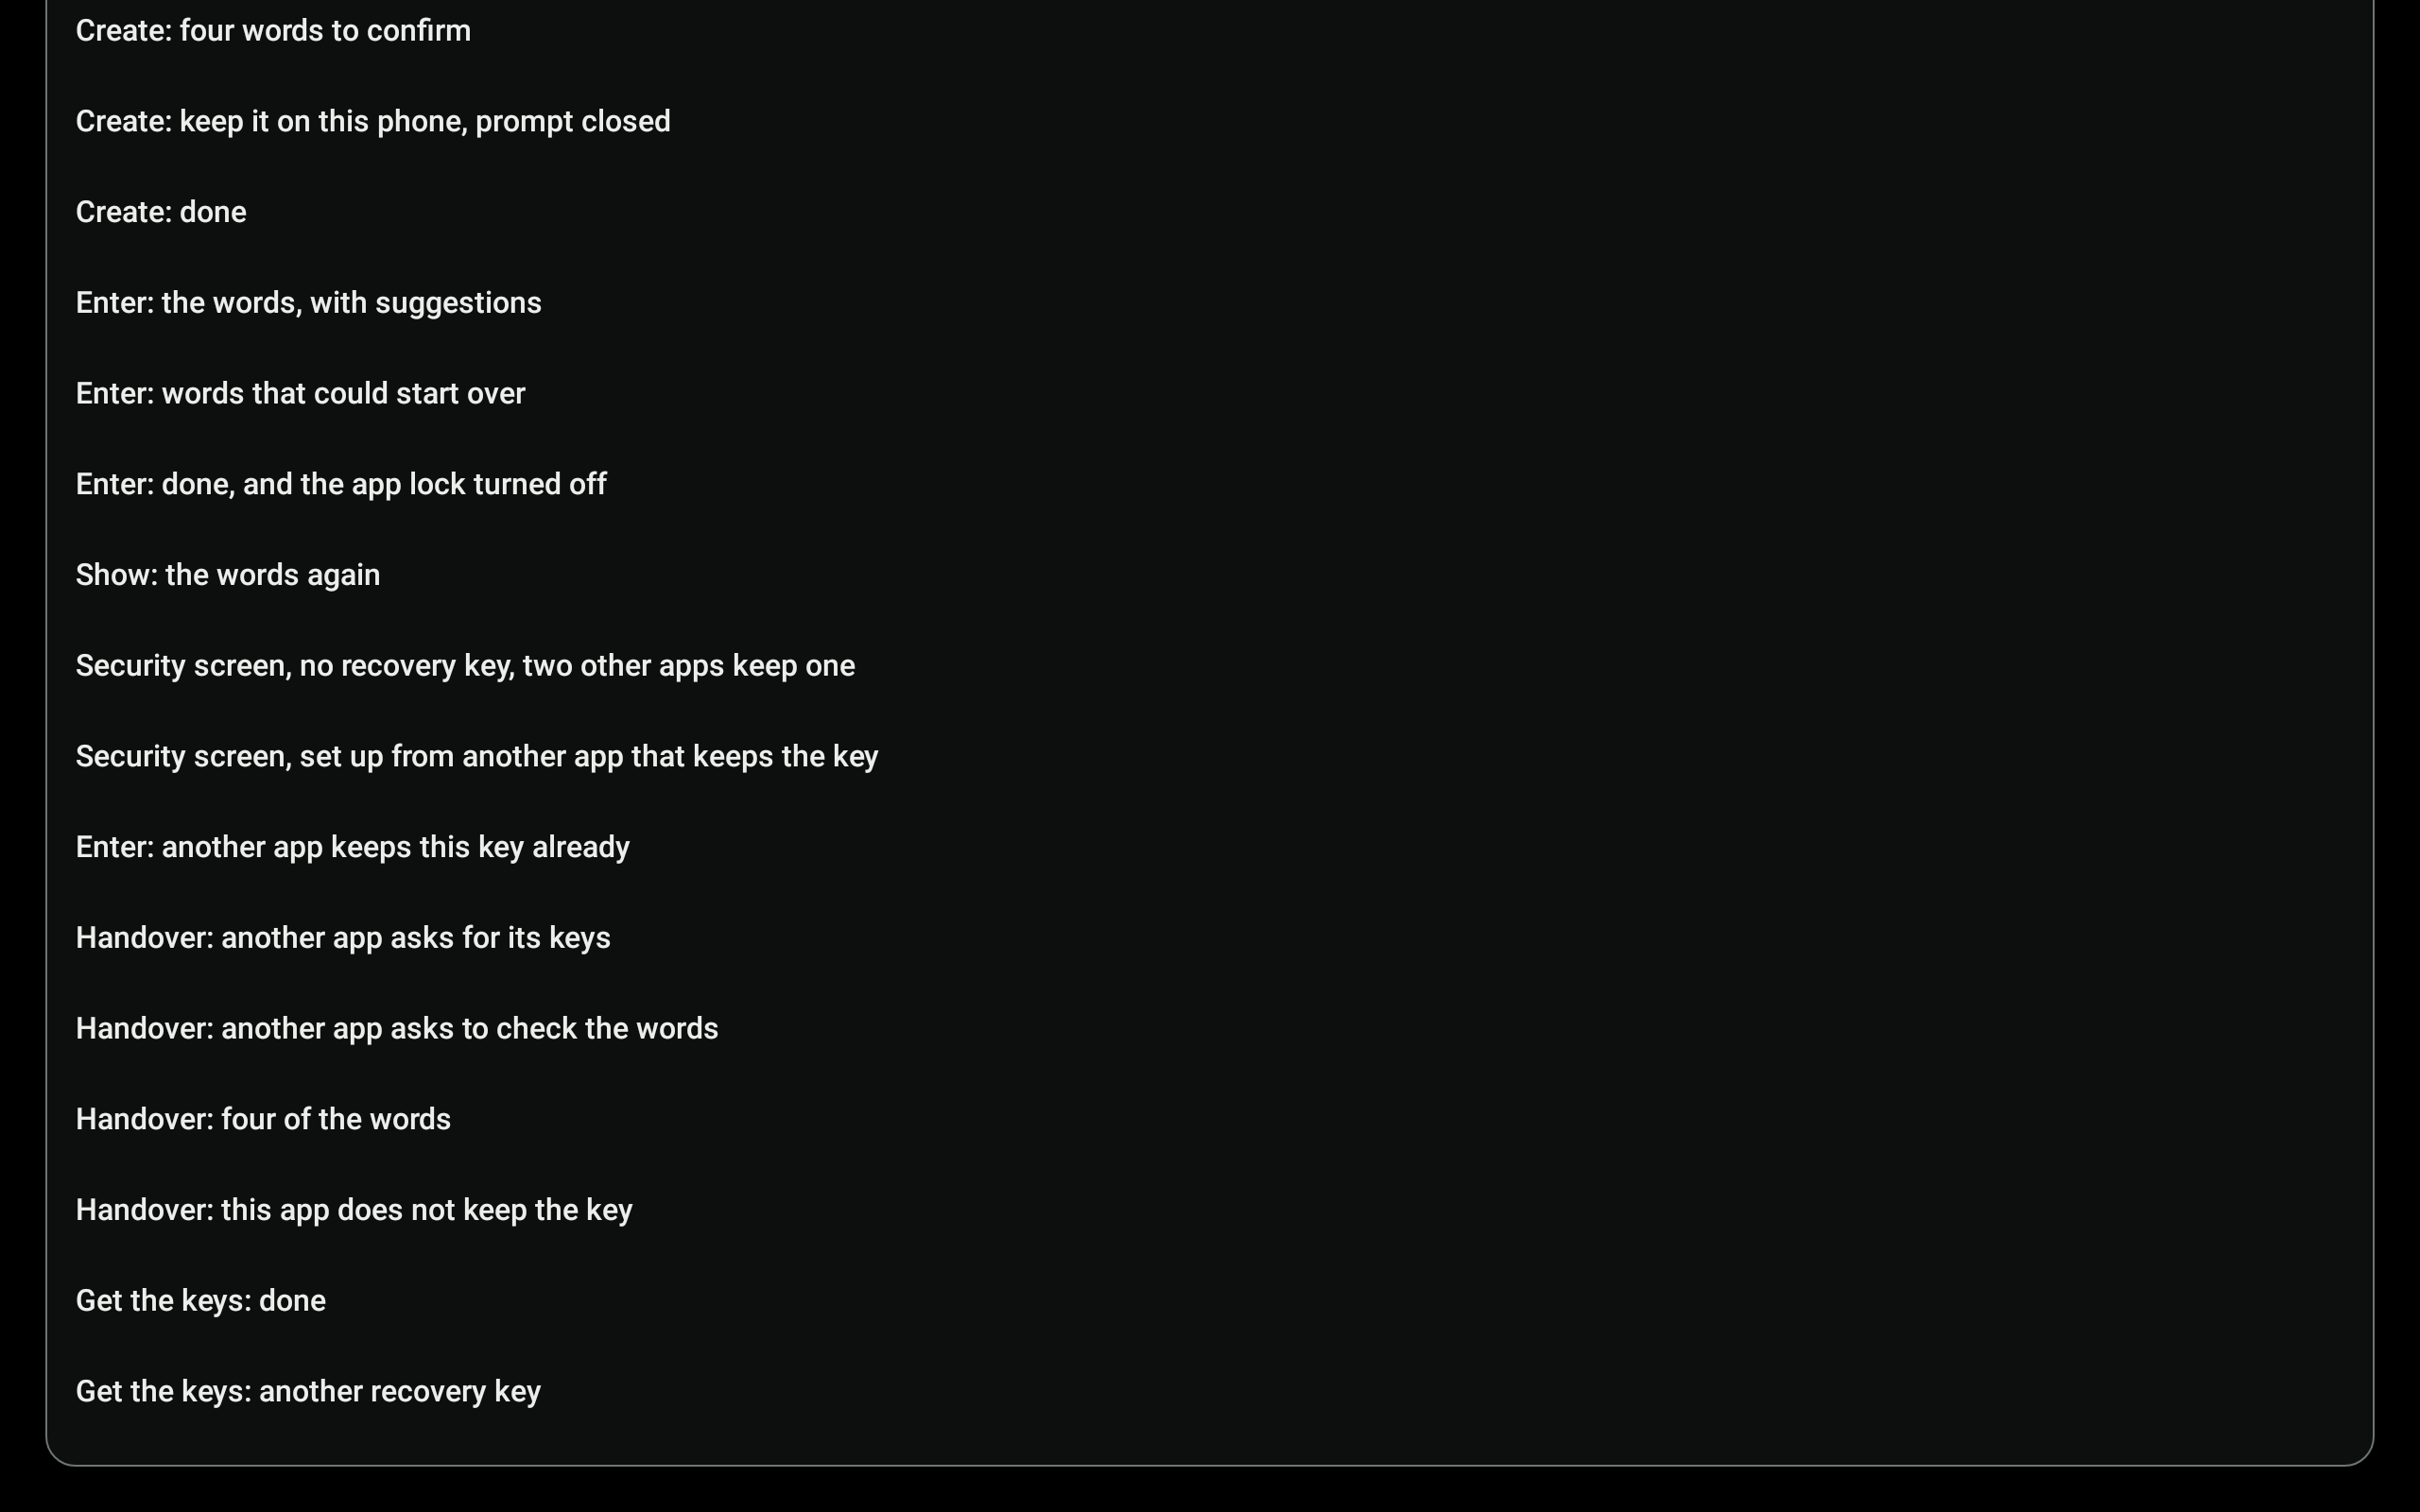 Create: four words to confirm
Create: keep it on this phone, prompt closed
Create: done
Enter: the words, with suggestions
Enter: words that could start over
Enter: done, and the app lock turned off
Show: the words again
Security screen, no recovery key, two other apps keep one
Security screen, set up from another app that keeps the key
Enter: another app keeps this key already
Handover: another app asks for its keys
Handover: another app asks to check the words
Handover: four of the words
Handover: this app does not keep the key
Get the keys: done
Get the keys: another recovery key